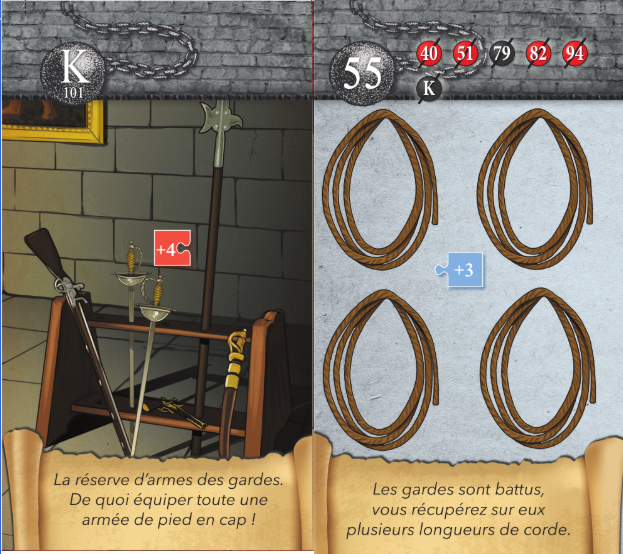 K
101
+4
La réserve d'armes des gardes.
De quoi équiper toute une
armée de pied en cap !
55
40 51 79 82 94
K
+3
Les gardes sont battus,
vous récupérez sur eux
plusieurs longueurs de corde.